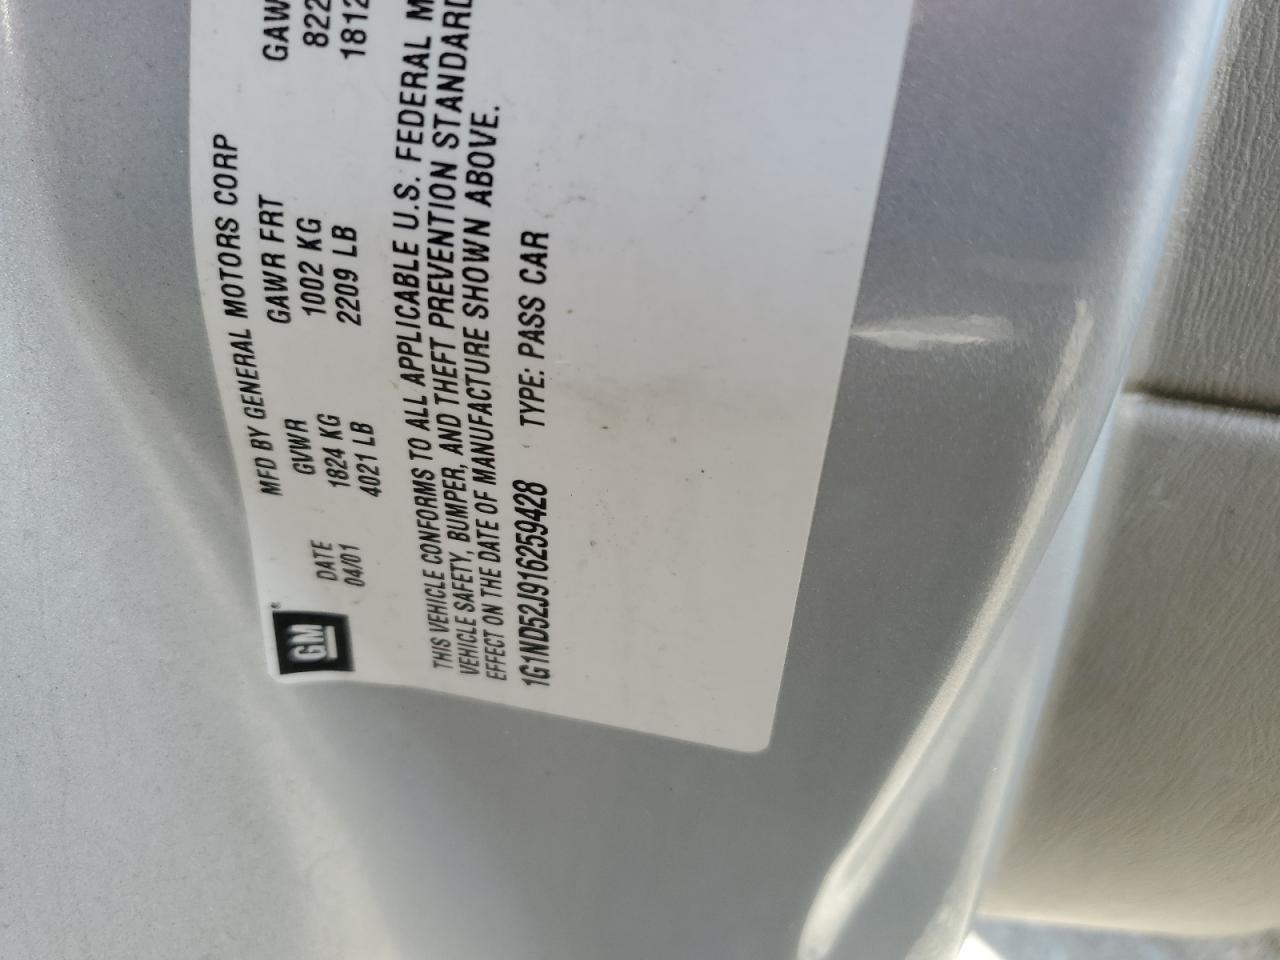 GM
MFD BY GENERAL MOTORS CORP
DATE GVWR GAWR FRT GAW
04/01 1824 KG 1002 KG 822
4021 LB 2209 LB 1812
THIS VEHICLE CONFORMS TO ALL APPLICABLE U.S. FEDERAL M
VEHICLE SAFETY, BUMPER, AND THEFT PREVENTION STANDARD
EFFECT ON THE DATE OF MANUFACTURE SHOWN ABOVE.
1G1ND52J916259428 TYPE: PASS CAR